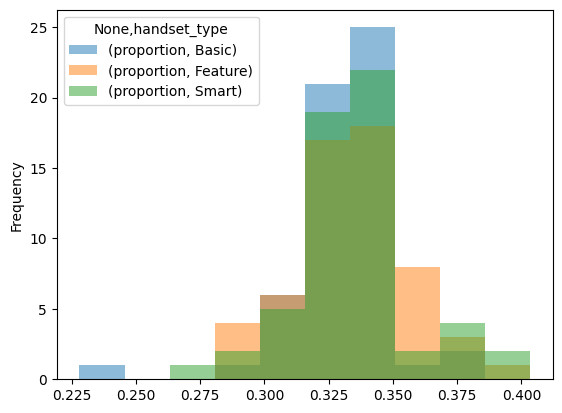 None,handset_type
(proportion, Basic)
(proportion, Feature)
(proportion, Smart)
Frequency
25
20
15
10
5
0
0.225 0.250 0.275 0.300 0.325 0.350 0.375 0.400